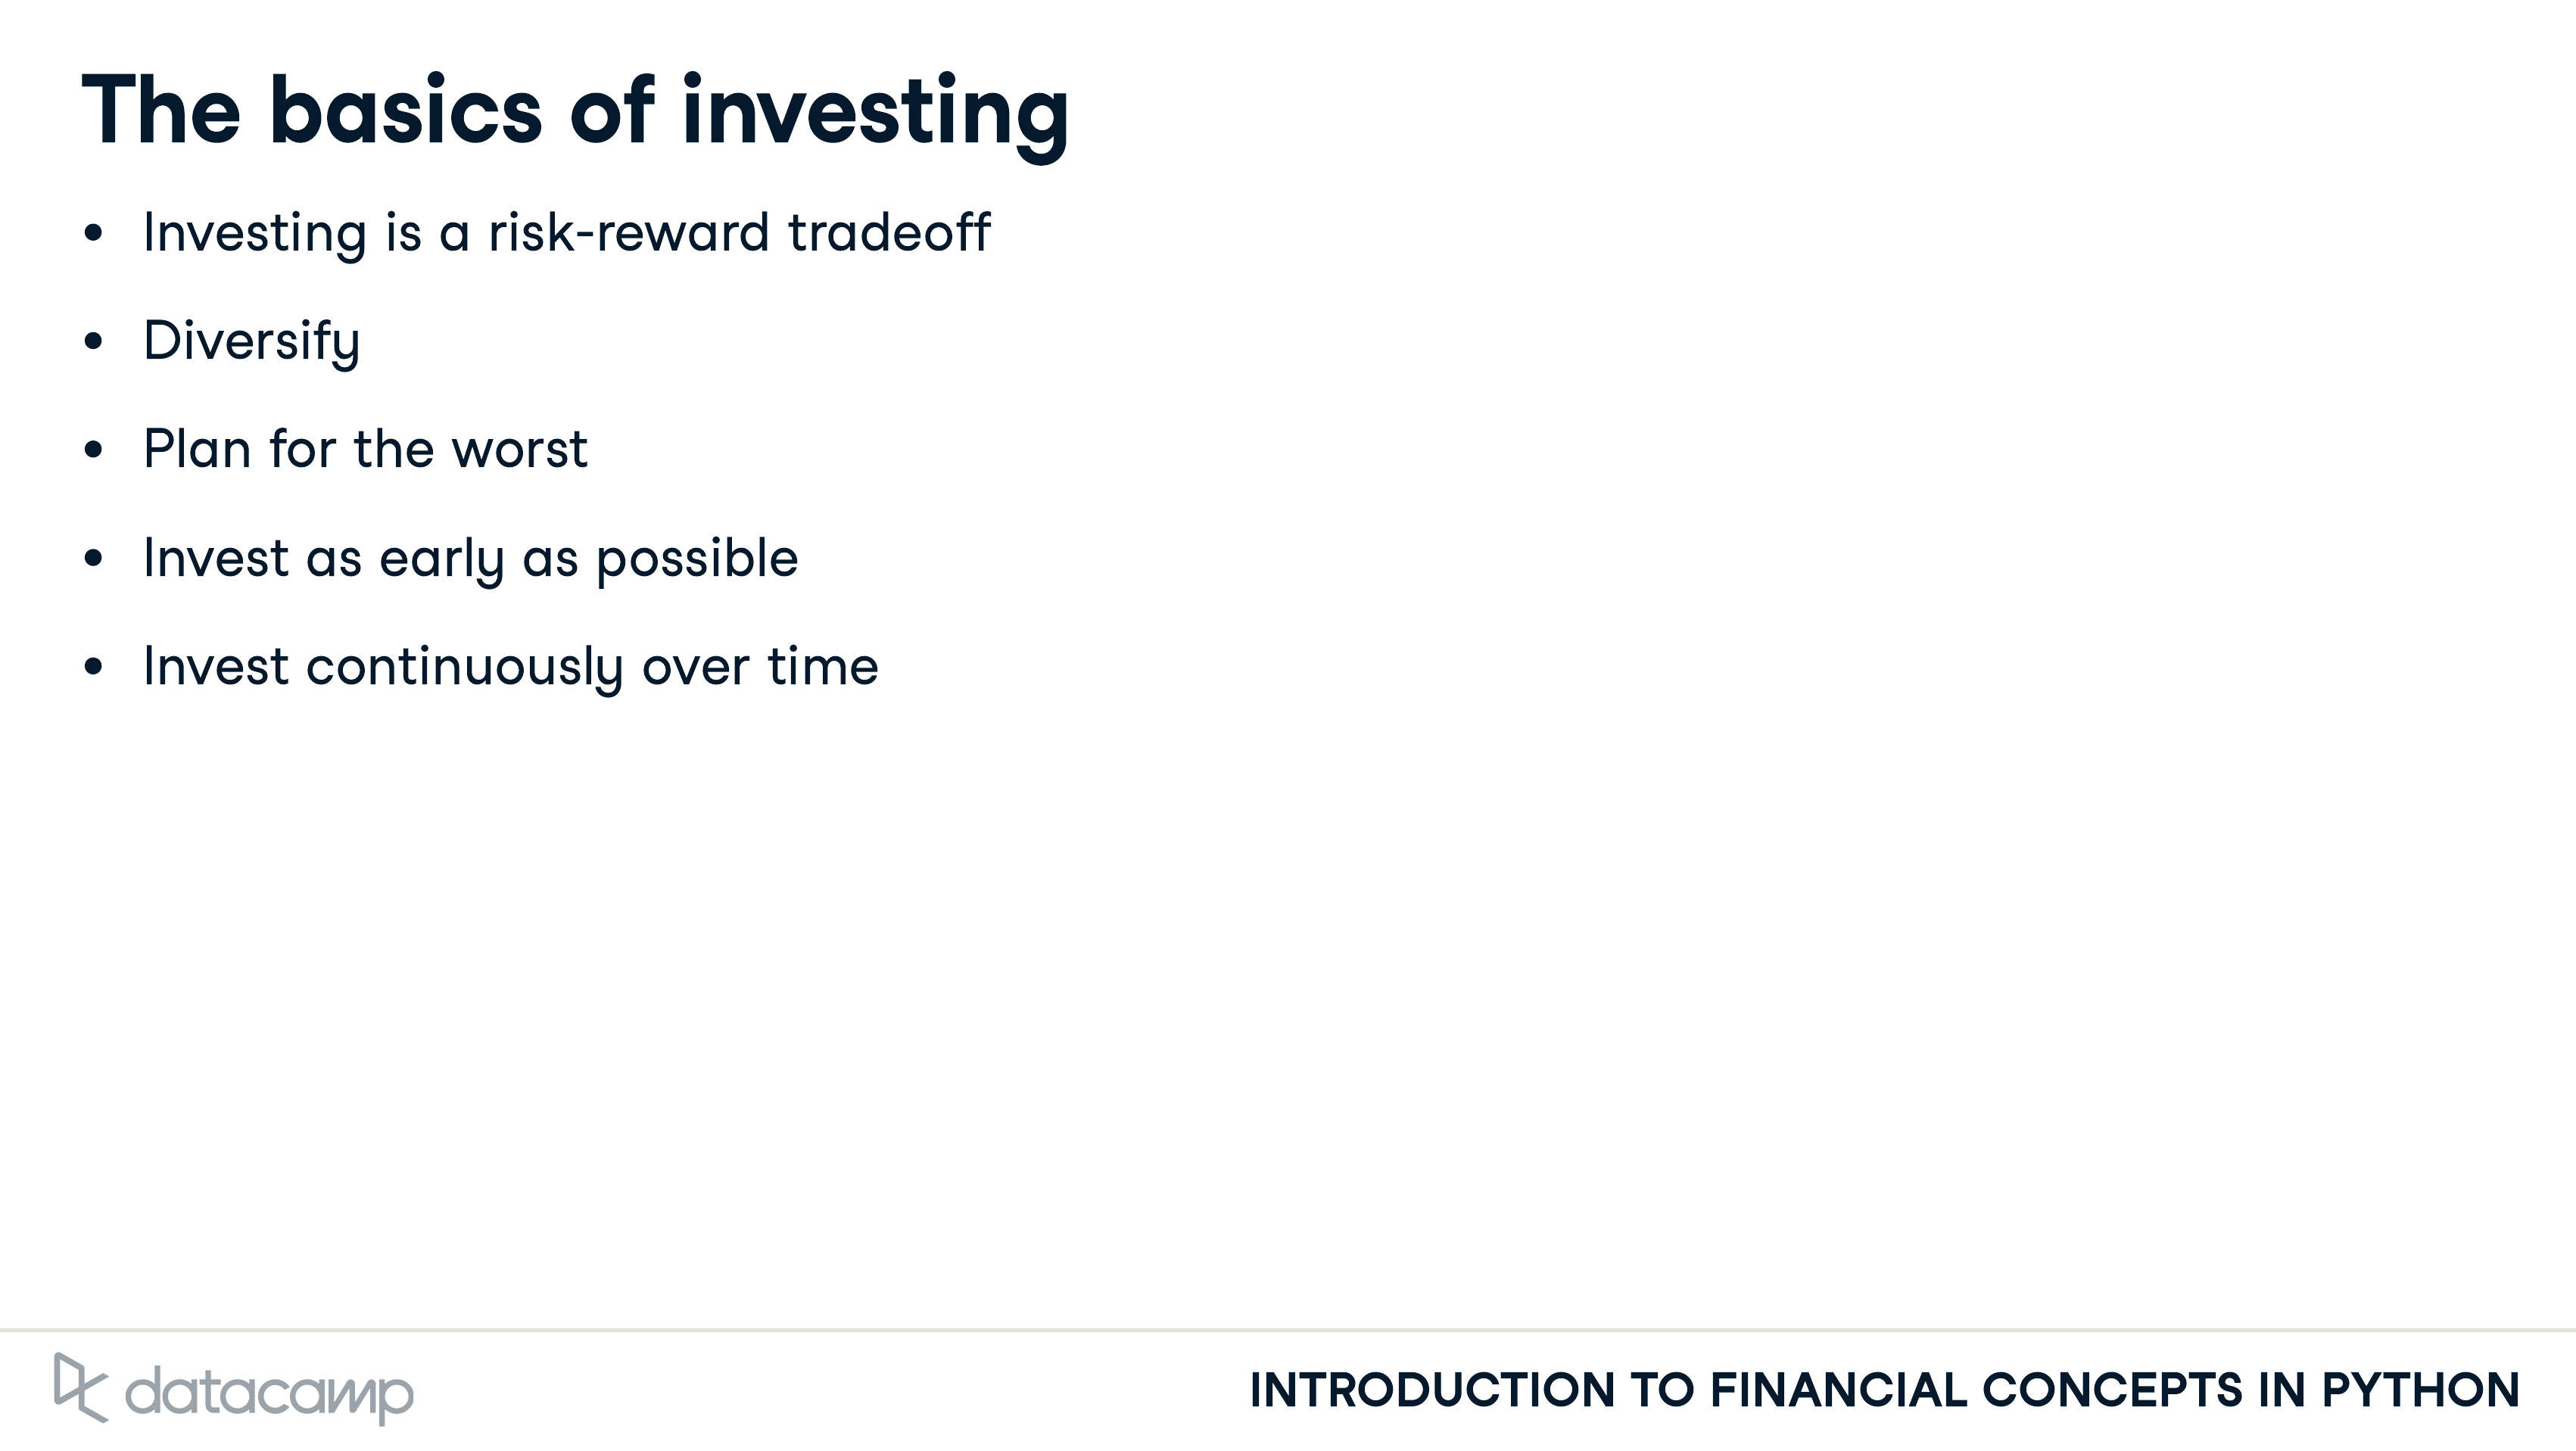 The basics of investing
• Investing is a risk-reward tradeoff
• Diversify
• Plan for the worst
• Invest as early as possible
• Invest continuously over time
datacamp
INTRODUCTION TO FINANCIAL CONCEPTS IN PYTHON